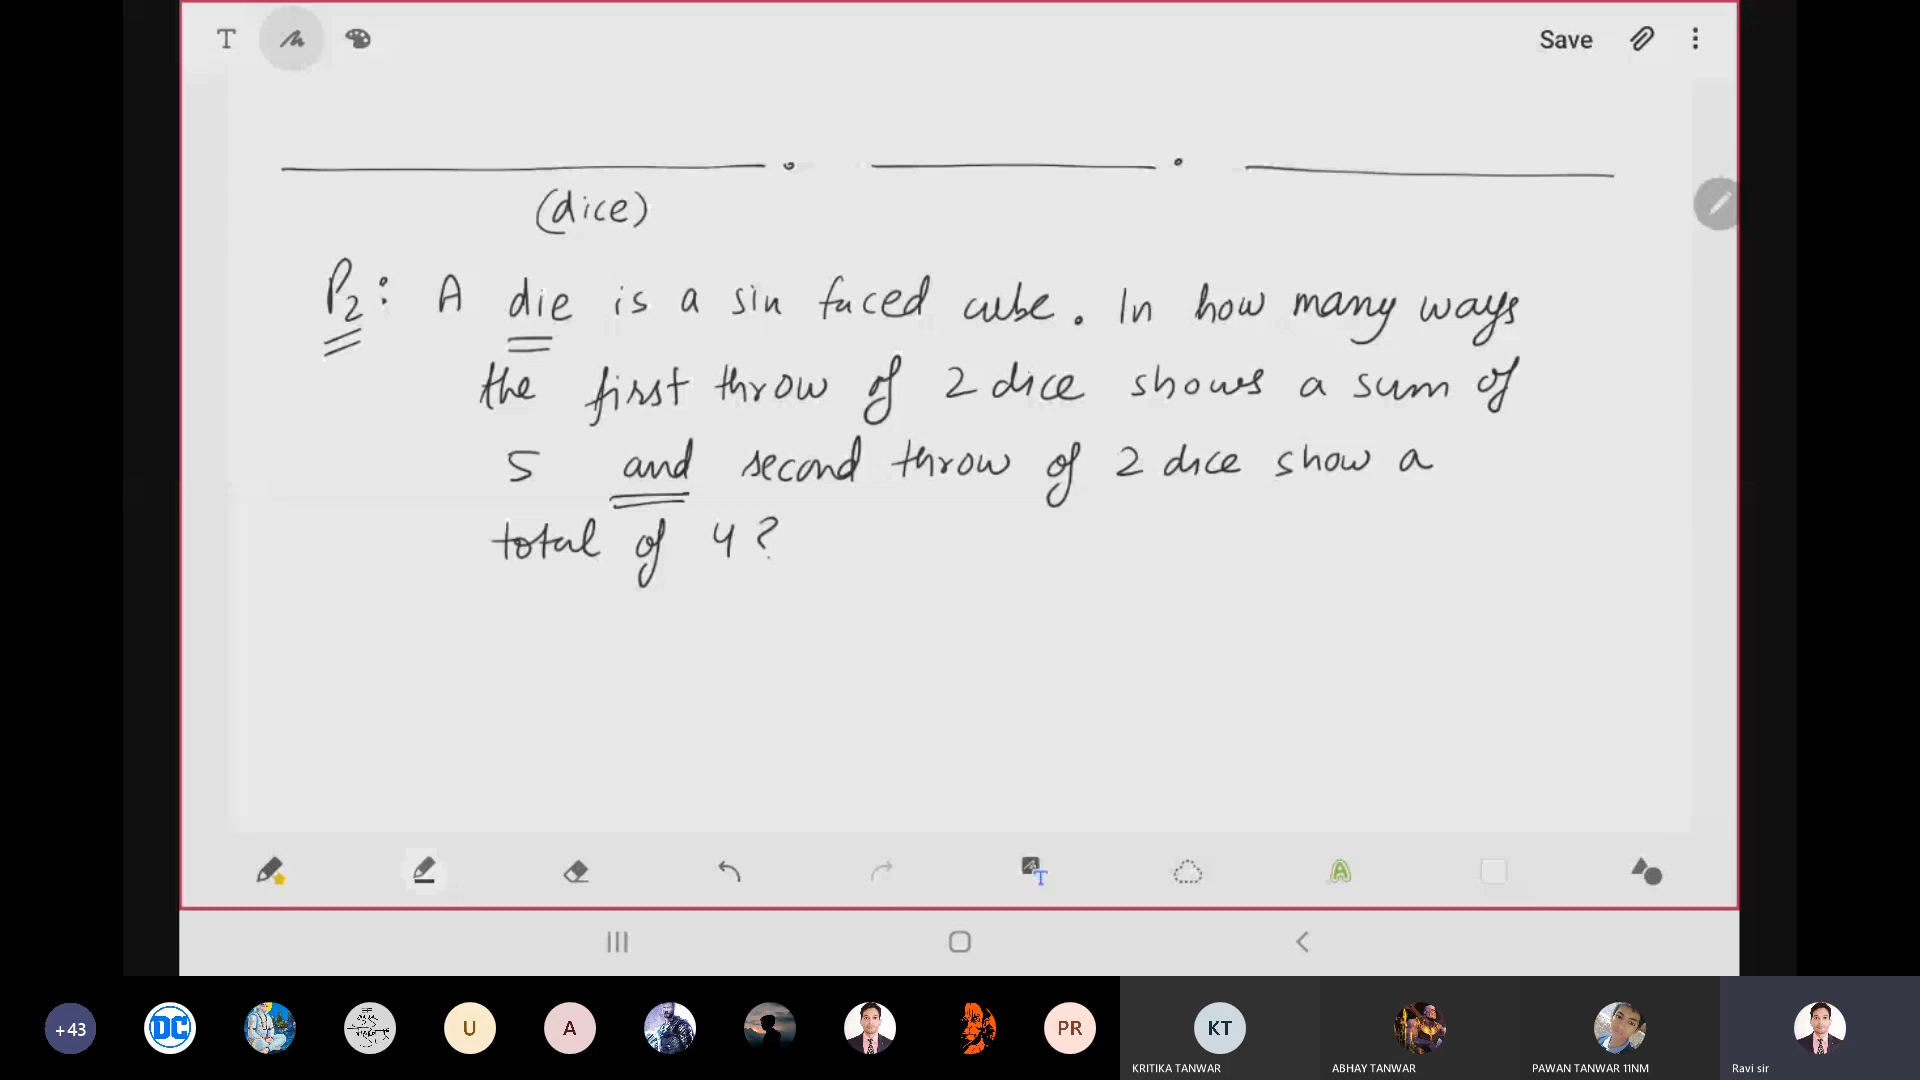 T
Save
(dice)
P2: A die is a six faced cube. In how many ways
the first throw of 2 dice shows a sum of
5 and second throw of 2 dice show a
total of 4?
T
A
+43
DC
U
A
PR
KT
KRITIKA TANWAR
ABHAY TANWAR
PAWAN TANWAR 11NM
Ravi sir